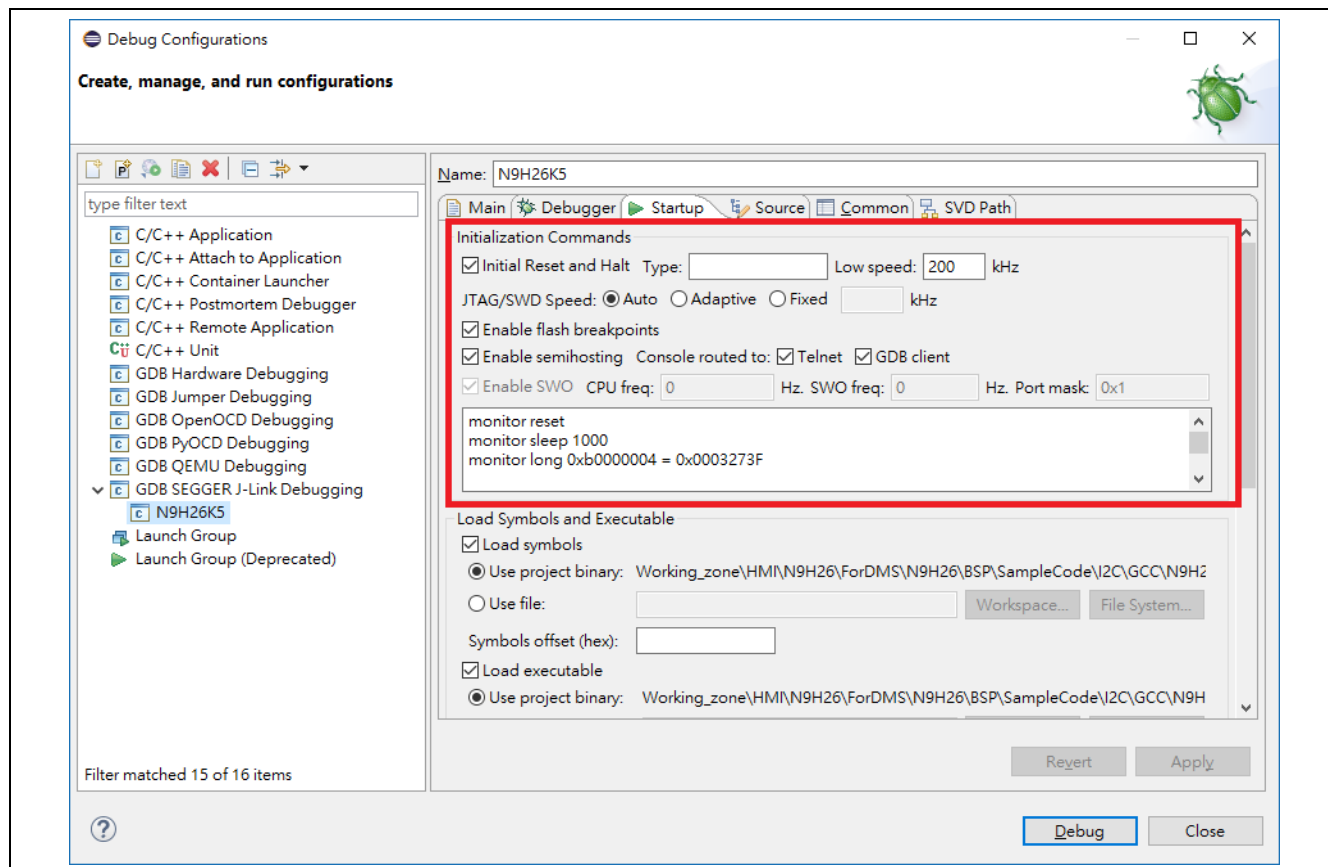 Debug Configurations
Create, manage, and run configurations
Name: N9H26K5
type filter text
C/C++ Application
C/C++ Attach to Application
C/C++ Container Launcher
C/C++ Postmortem Debugger
C/C++ Remote Application
C/C++ Unit
GDB Hardware Debugging
GDB Jumper Debugging
GDB OpenOCD Debugging
GDB PyOCD Debugging
GDB QEMU Debugging
GDB SEGGER J-Link Debugging
N9H26K5
Launch Group
Launch Group (Deprecated)
Filter matched 15 of 16 items
Main Debugger Startup Source Common SVD Path
Initialization Commands
Initial Reset and Halt Type: Low speed: 200 kHz
JTAG/SWD Speed: Auto Adaptive Fixed kHz
Enable flash breakpoints
Enable semihosting Console routed to: Telnet GDB client
Enable SWO CPU freq: 0 Hz. SWO freq: 0 Hz. Port mask: 0x1
monitor reset
monitor sleep 1000
monitor long 0xb0000004 = 0x0003273F
Load Symbols and Executable
Load symbols
Use project binary: Working_zone\HMI\N9H26\ForDMS\N9H26\BSP\SampleCode\I2C\GCC\N9H2
Use file: Workspace... File System...
Symbols offset (hex):
Load executable
Use project binary: Working_zone\HMI\N9H26\ForDMS\N9H26\BSP\SampleCode\I2C\GCC\N9H
Revert Apply
Debug Close